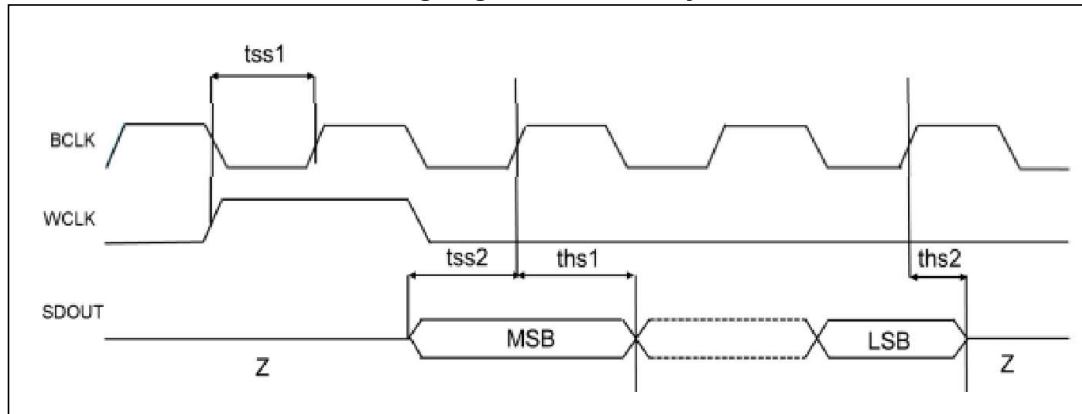 tss1
BCLK
WCLK
tss2 ths1 ths2
SDOUT
MSB LSB
Z Z